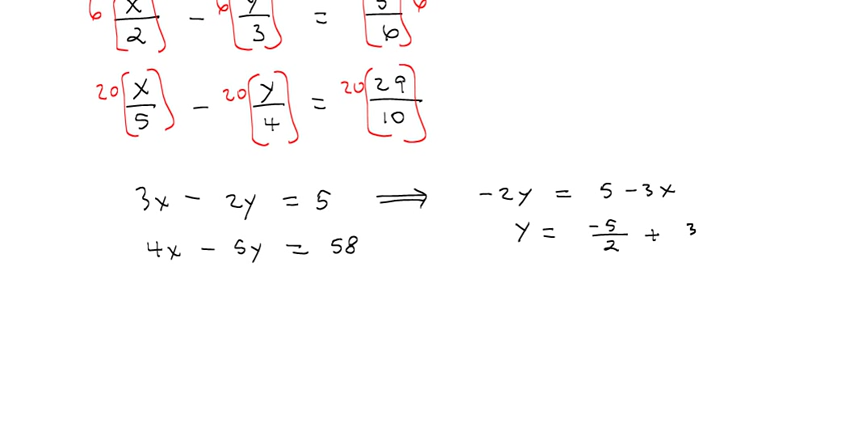 6(x/2) - 6(y/3) = (5/6)6
20(x/5) - 20(y/4) = 20(29/10)
3x - 2y = 5 ⟹ -2y = 5 - 3x
4x - 5y = 58
y = -5/2 + 3